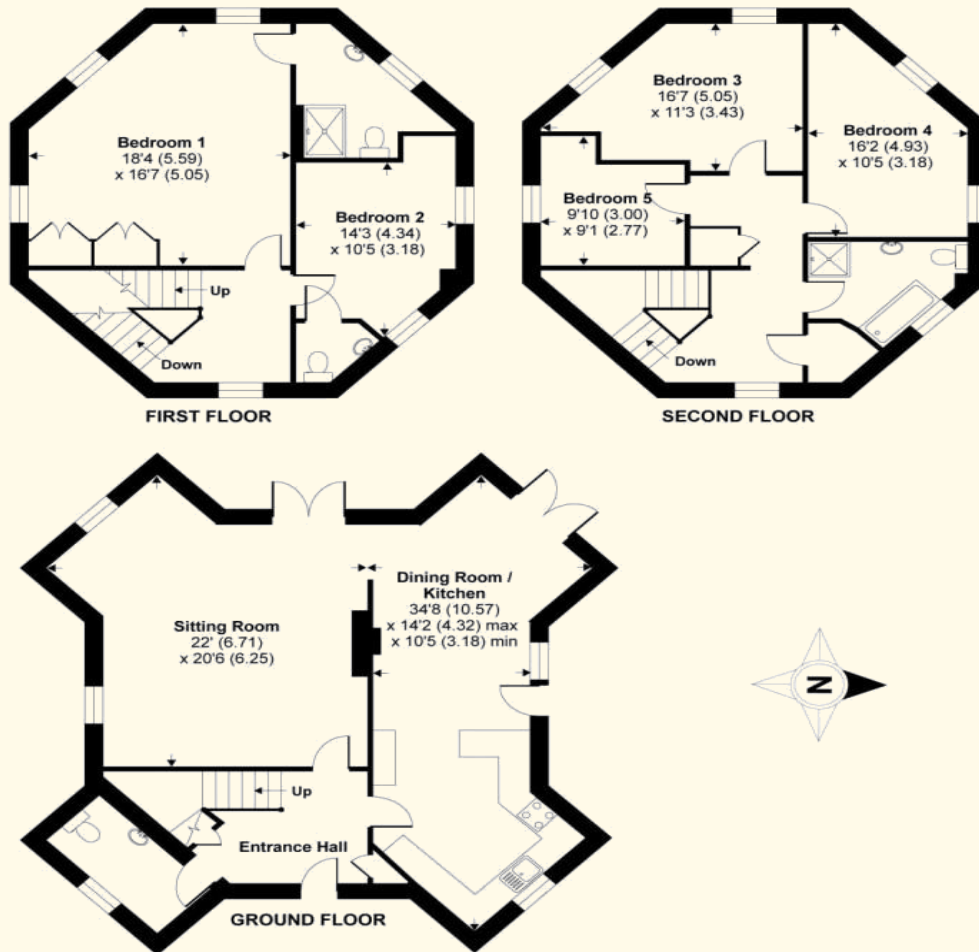 Bedroom 1
18'4 (5.59)
x 16'7 (5.05)
Bedroom 2
14'3 (4.34)
x 10'5 (3.18)
Up
Down
FIRST FLOOR
Bedroom 3
16'7 (5.05)
x 11'3 (3.43)
Bedroom 4
16'2 (4.93)
x 10'5 (3.18)
Bedroom 5
9'10 (3.00)
x 9'1 (2.77)
Down
SECOND FLOOR
Sitting Room
22' (6.71)
x 20'6 (6.25)
Dining Room /
Kitchen
34'8 (10.57)
x 14'2 (4.32) max
x 10'5 (3.18) min
Up
Entrance Hall
GROUND FLOOR
N